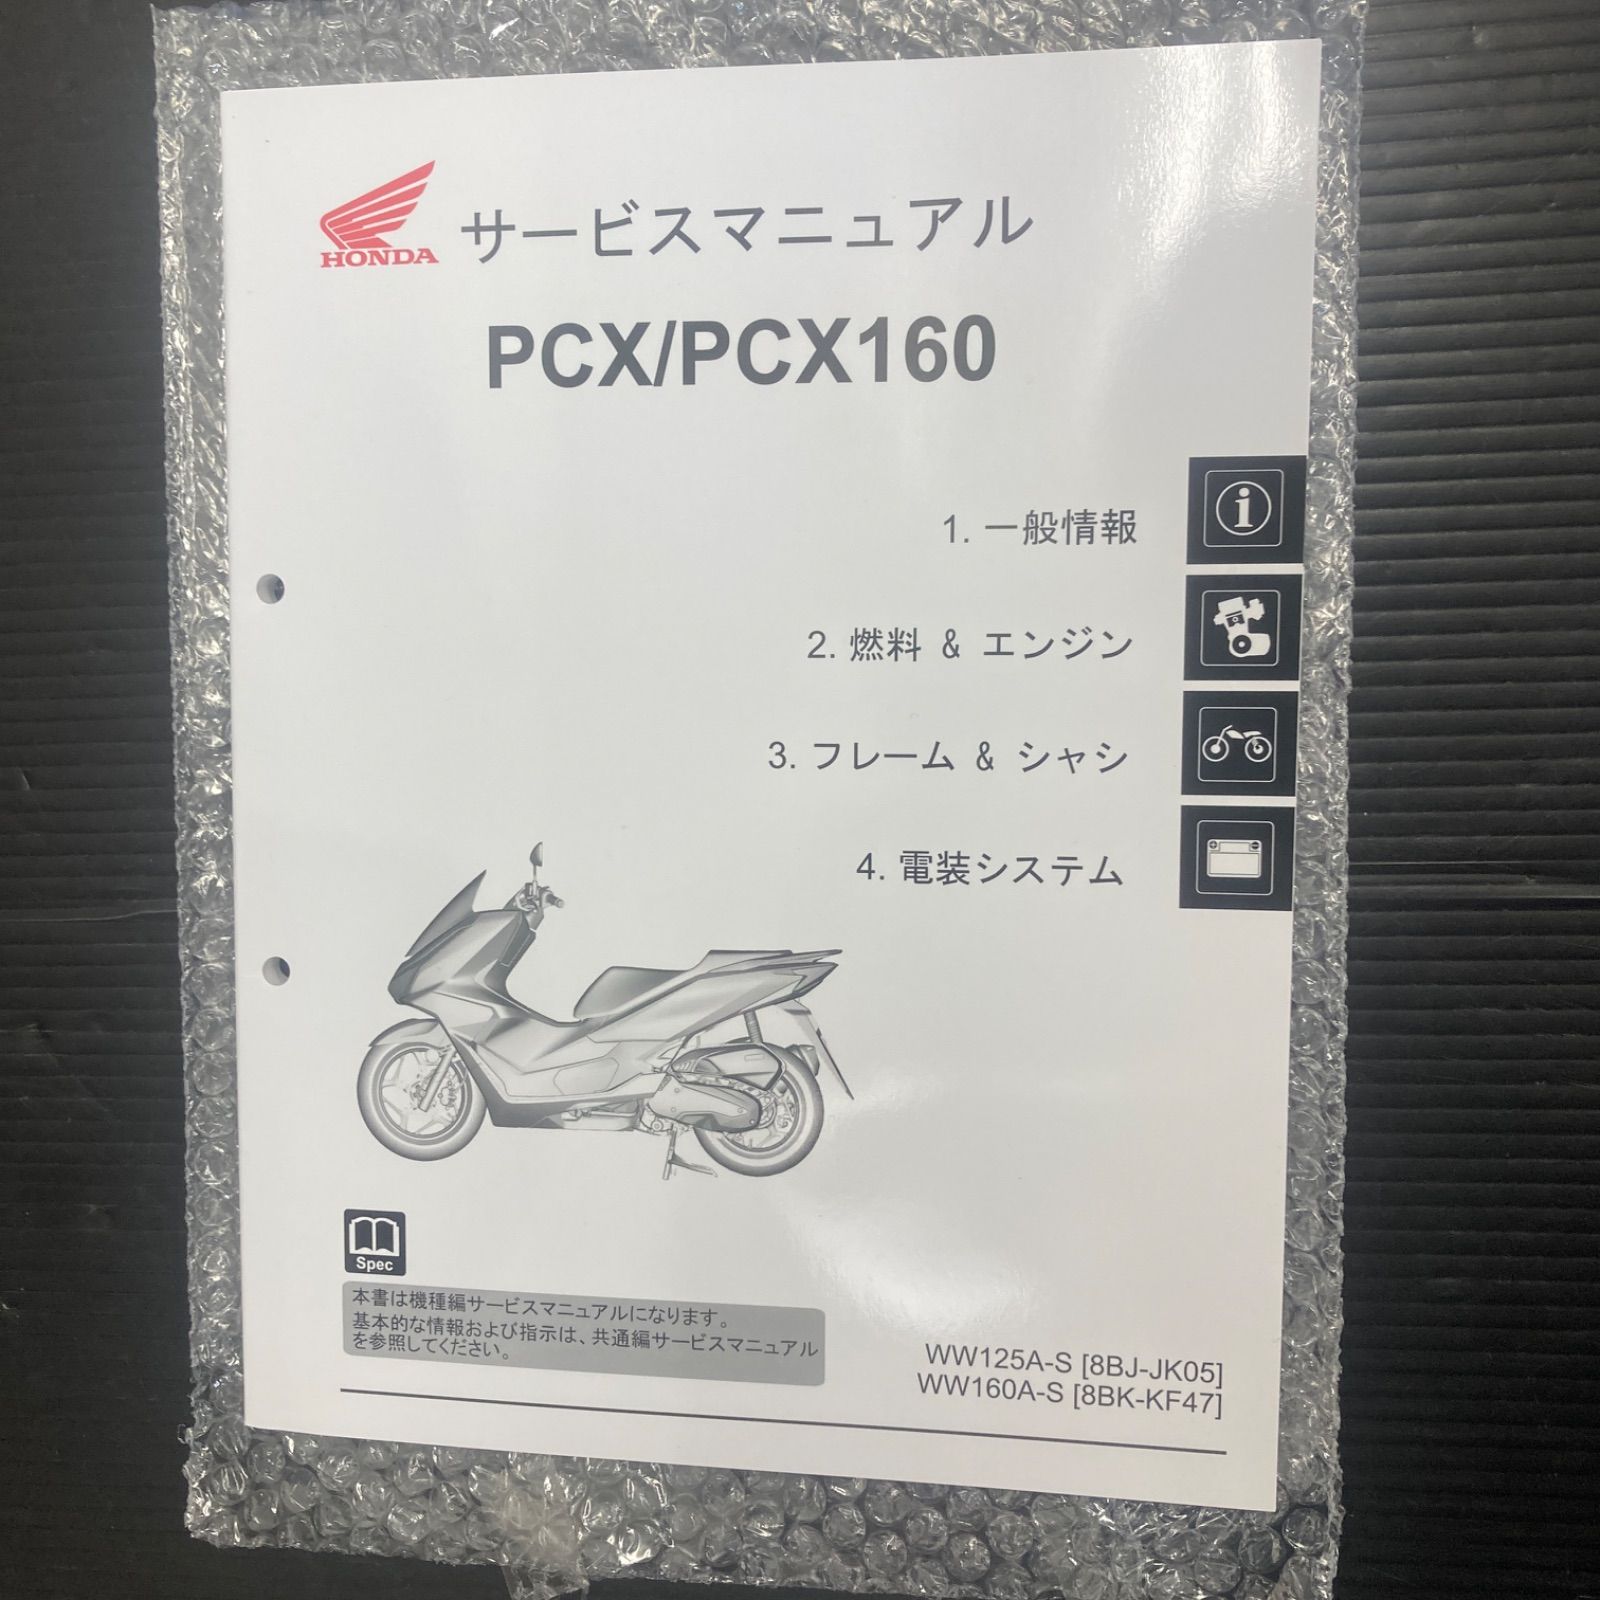 HONDA
サービスマニュアル
PCX/PCX160
1. 一般情報
2. 燃料 & エンジン
3. フレーム & シャシ
4. 電装システム
Spec
本書は機種編サービスマニュアルになります。
基本的な情報および指示は、共通編サービスマニュアル
を参照してください。
WW125A-S [8BJ-JK05]
WW160A-S [8BK-KF47]